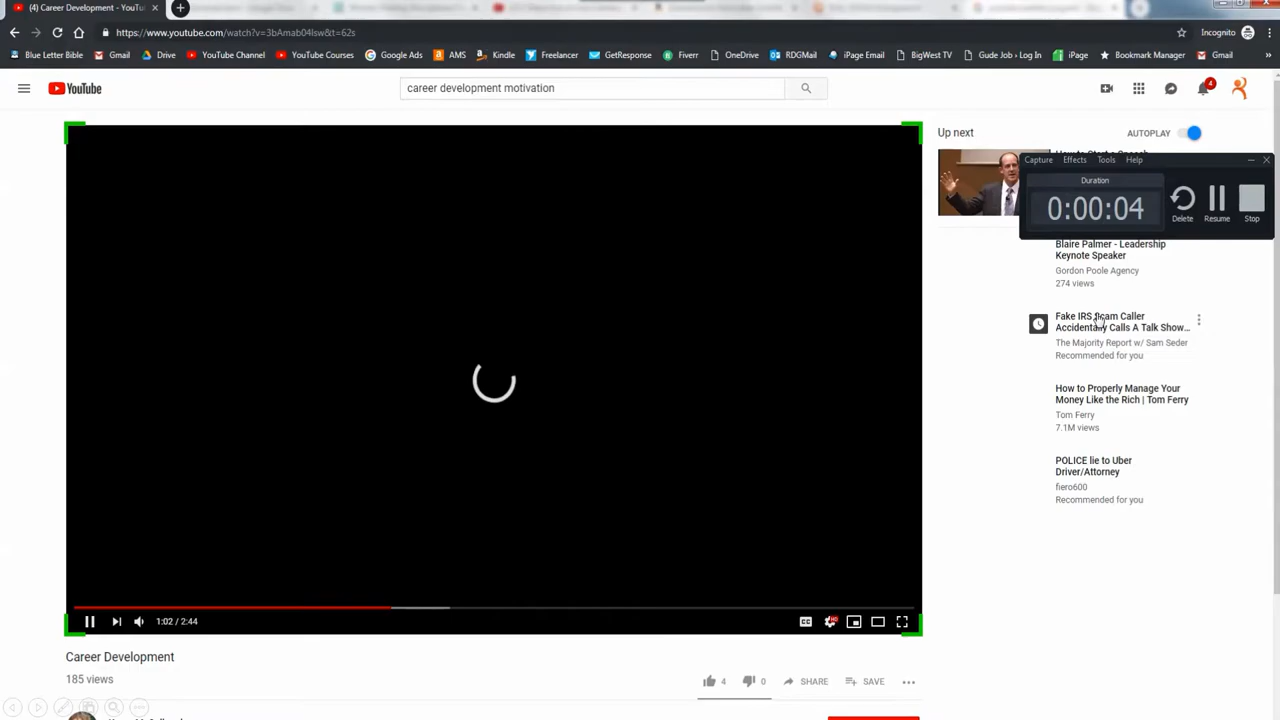 (4) Career Development - YouTu
https://www.youtube.com/watch?v=3bAmab04lsw&t=62s
Incognito
Blue Letter Bible Gmail Drive YouTube Channel YouTube Courses Google Ads AMS Kindle Freelancer GetResponse Fiverr OneDrive RDGMail iPage Email BigWest TV Gude Job Log In iPage Bookmark Manager Gmail
YouTube
career development motivation
4
Up next
AUTOPLAY
Capture Effects Tools Help
Duration
0:00:04
Delete Resume Stop
Blaire Palmer - Leadership
Keynote Speaker
Gordon Poole Agency
274 views
Fake IRS Scam Caller
Accidentally Calls A Talk Show...
The Majority Report w/ Sam Seder
Recommended for you
How to Properly Manage Your
Money Like the Rich | Tom Ferry
Tom Ferry
7.1M views
POLICE lie to Uber
Driver/Attorney
fiero600
Recommended for you
1:02 / 2:44
CC
HD
Career Development
185 views
4 0 SHARE SAVE